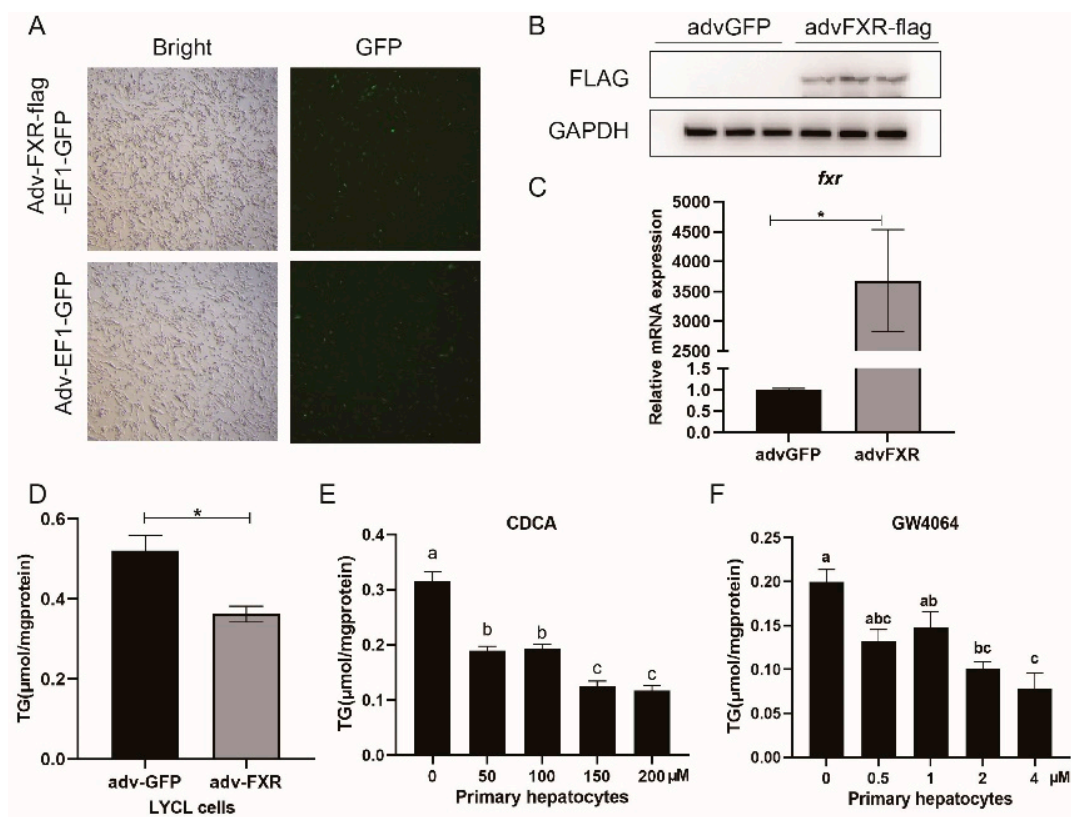 A
Bright
GFP
Adv-FXR-flag
-EF1-GFP
Adv-EF1-GFP
B
advGFP
advFXR-flag
FLAG
GAPDH
C
fxr
Relative mRNA expression
5000
4500
4000
3500
3000
2500
1.5
1.0
0.5
0.0
*
advGFP
advFXR
D
TG(μmol/mgprotein)
0.6
0.4
0.2
0.0
*
adv-GFP
adv-FXR
LYCL cells
E
CDCA
TG(μmol/mgprotein)
0.4
0.3
0.2
0.1
0.0
a
b
b
c
c
0 50 100 150 200 μM
Primary hepatocytes
F
GW4064
TG(μmol/mgprotein)
0.25
0.20
0.15
0.10
0.05
0.00
a
abc
ab
bc
c
0 0.5 1 2 4 μM
Primary hepatocytes